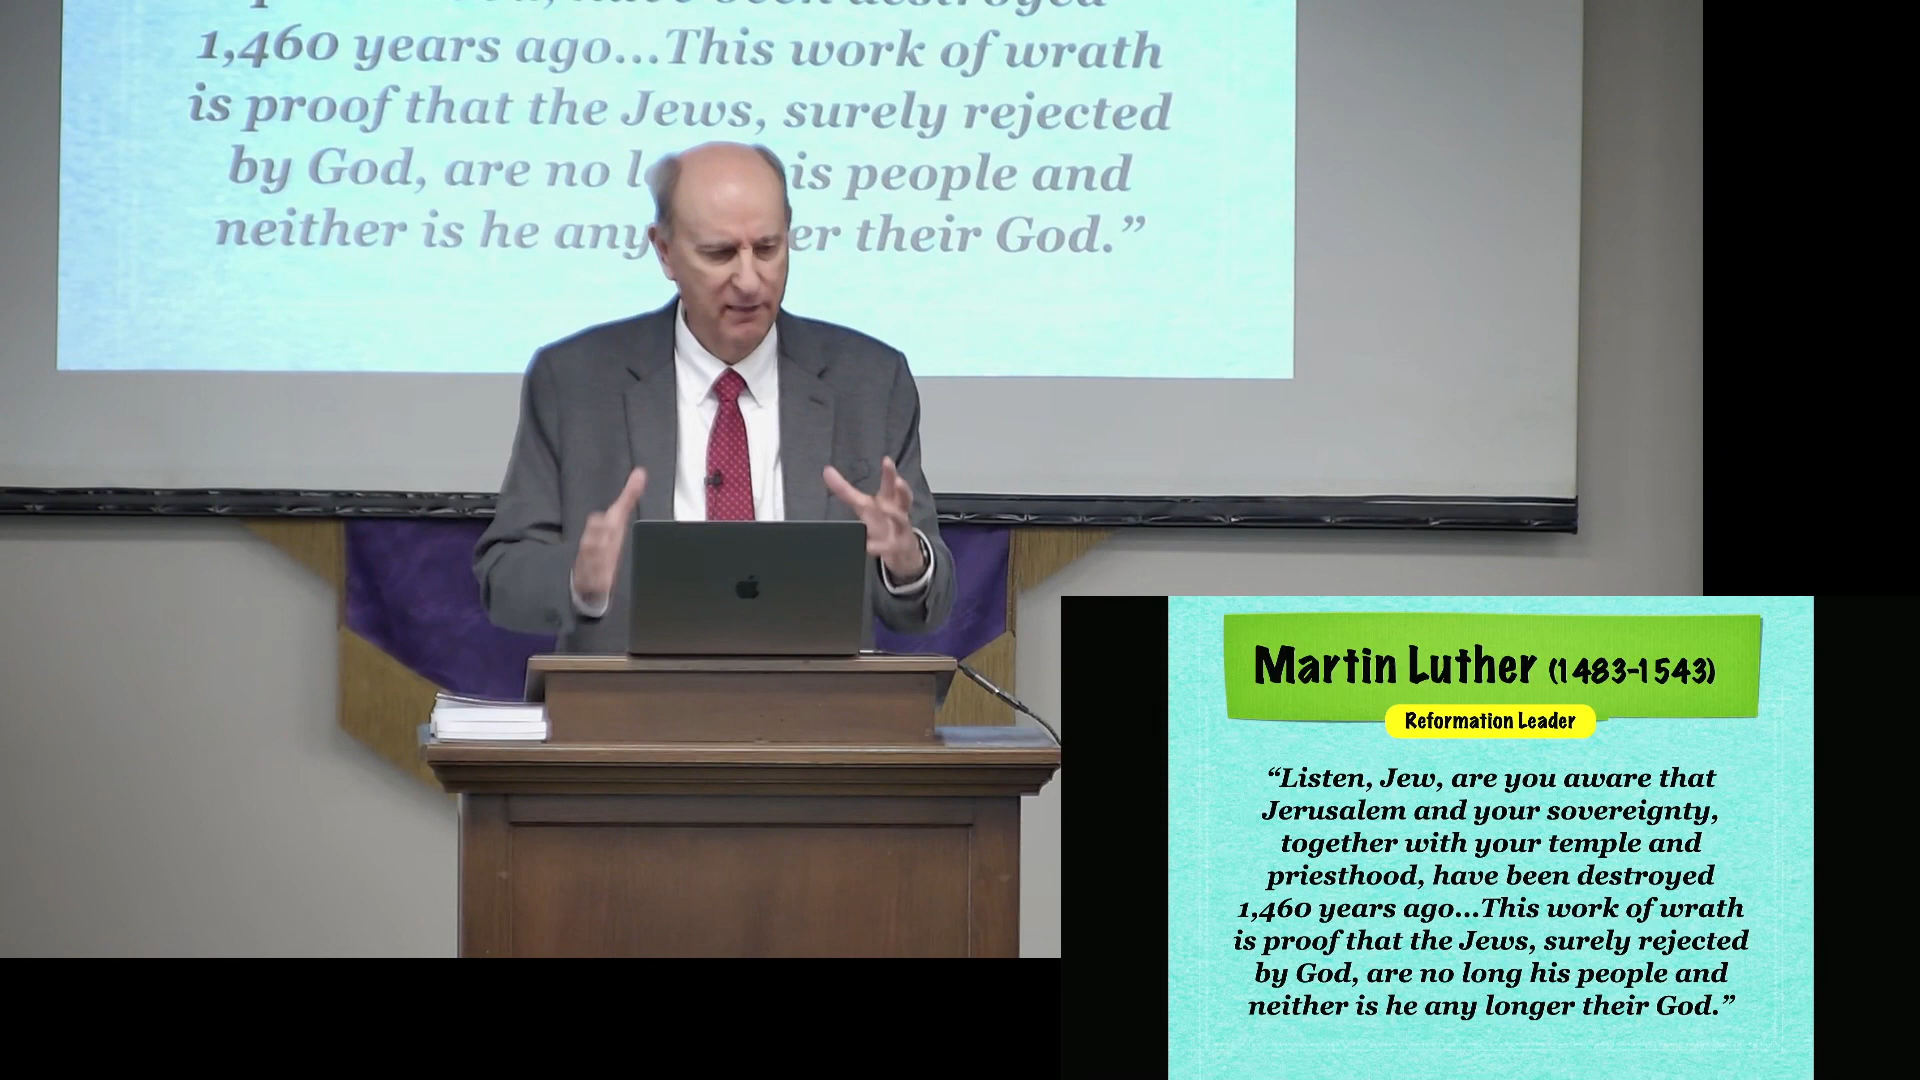 1,460 years ago...This work of wrath
is proof that the Jews, surely rejected
by God, are no is people and
neither is he any er their God.”
Martin Luther (1483-1543)
Reformation Leader
“Listen, Jew, are you aware that
Jerusalem and your sovereignty,
together with your temple and
priesthood, have been destroyed
1,460 years ago...This work of wrath
is proof that the Jews, surely rejected
by God, are no long his people and
neither is he any longer their God.”